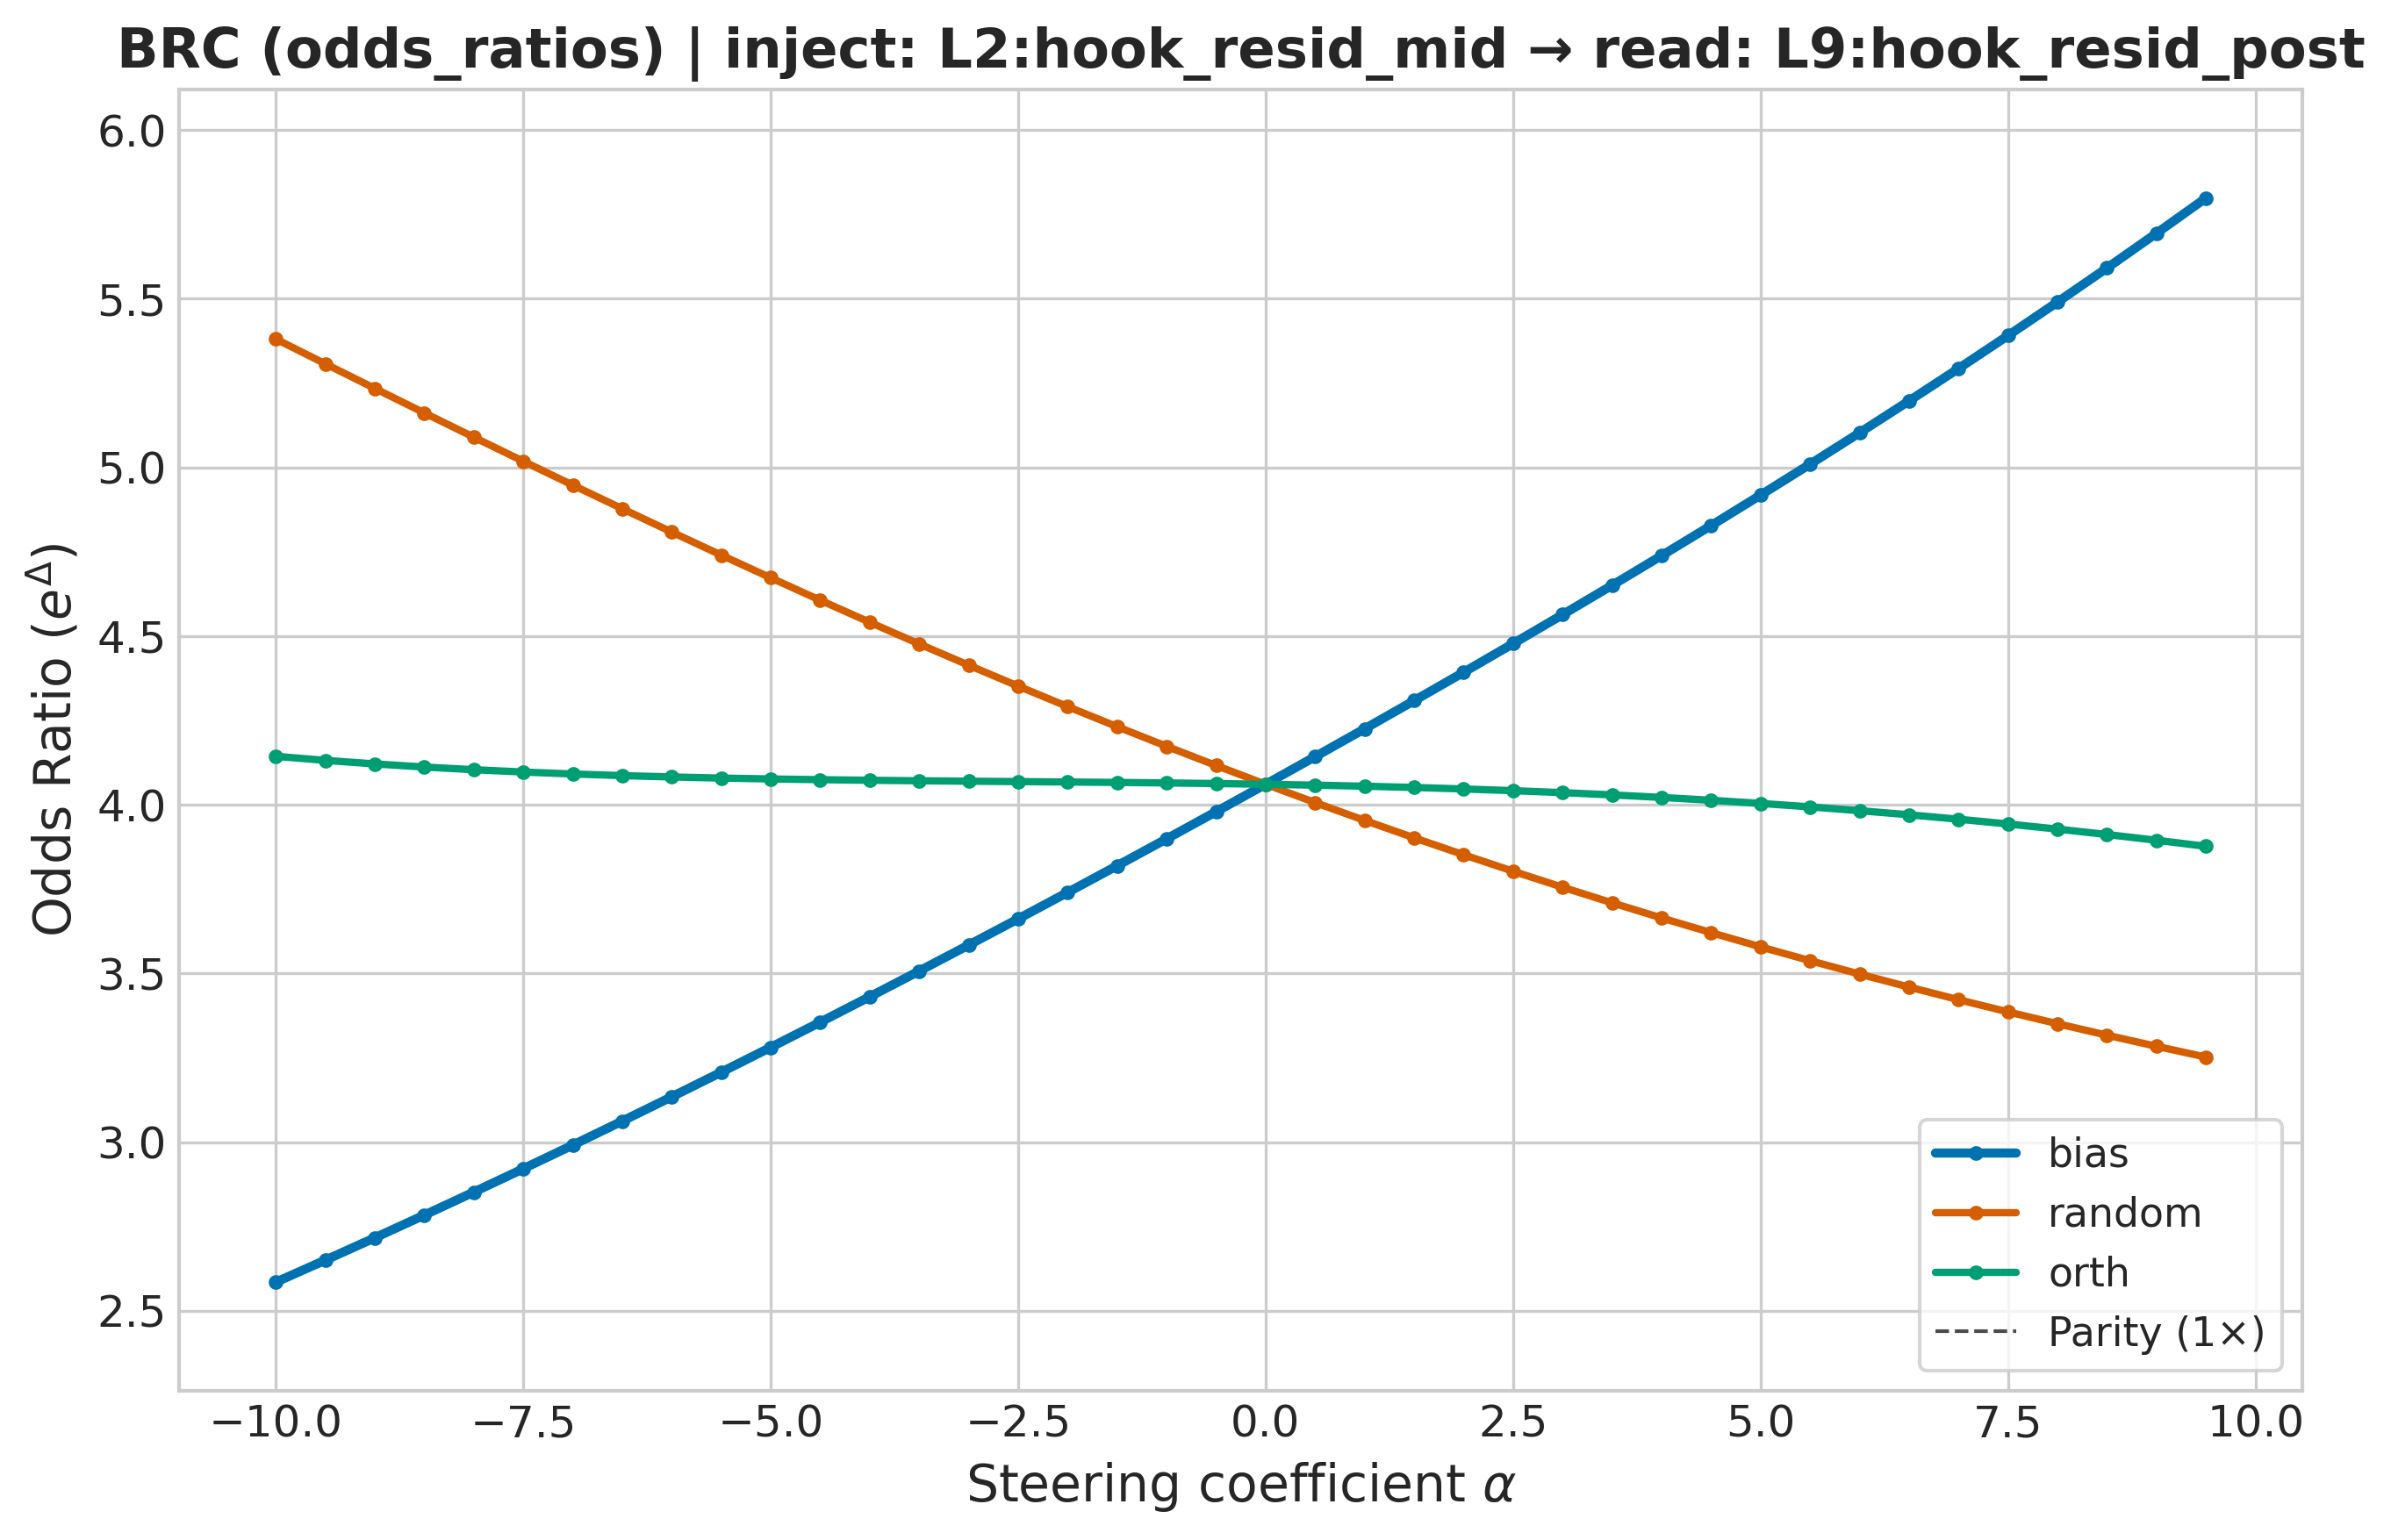 BRC (odds_ratios) | inject: L2:hook_resid_mid → read: L9:hook_resid_post
Odds Ratio (e^Δ)
6.0
5.5
5.0
4.5
4.0
3.5
3.0
2.5
bias
random
orth
Parity (1×)
−10.0 −7.5 −5.0 −2.5 0.0 2.5 5.0 7.5 10.0
Steering coefficient α